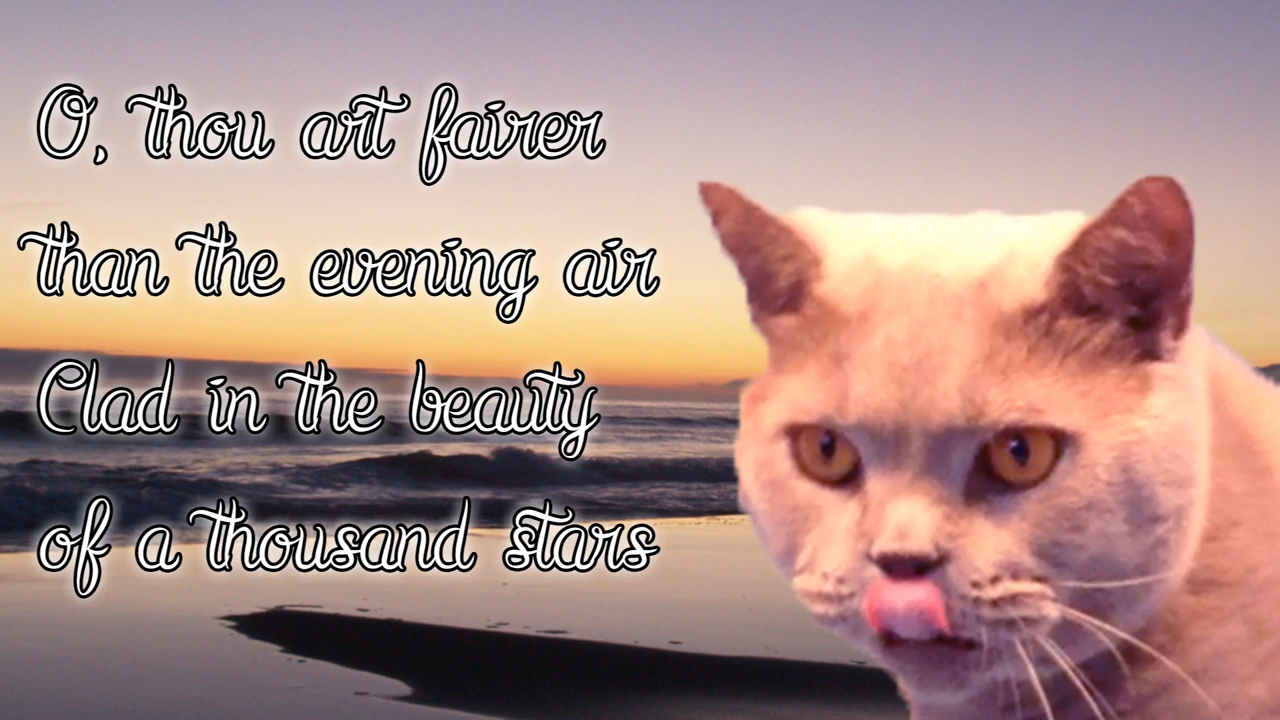 O, thou art fairer
than the evening air
Clad in the beauty
of a thousand stars